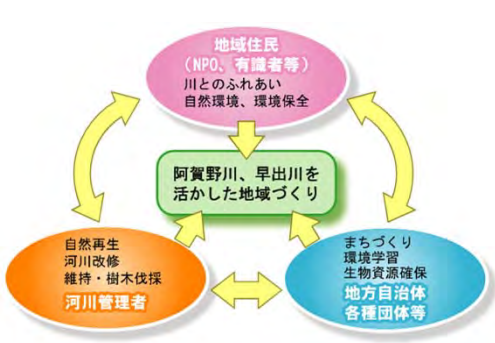 地域住民
（NPO、有識者等）
川とのふれあい
自然環境、環境保全
阿賀野川、早出川を
活かした地域づくり
自然再生
河川改修
維持・樹木伐採
河川管理者
まちづくり
環境学習
生物資源確保
地方自治体
各種団体等